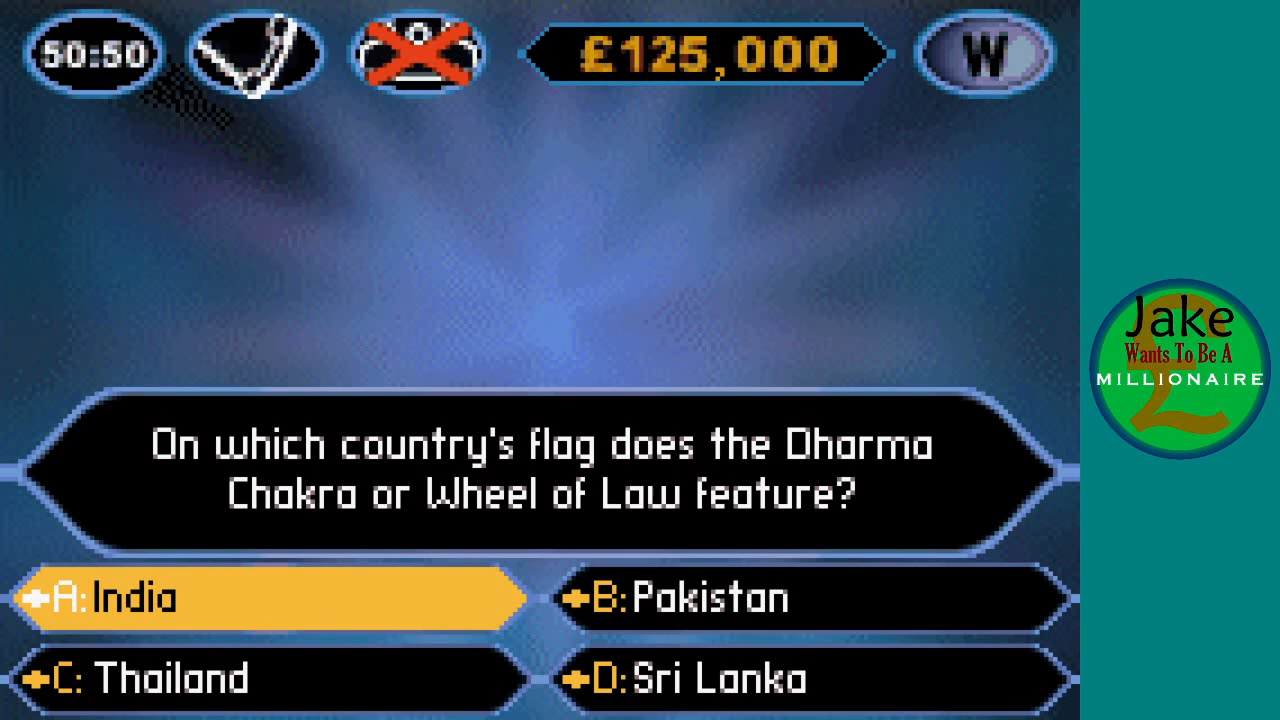 50:50
£125,000
W
On which country's flag does the Dharma
Chakra or Wheel of Law feature?
A: India
B: Pakistan
C: Thailand
D: Sri Lanka
Jake
Wants To Be A
MILLIONAIRE
£